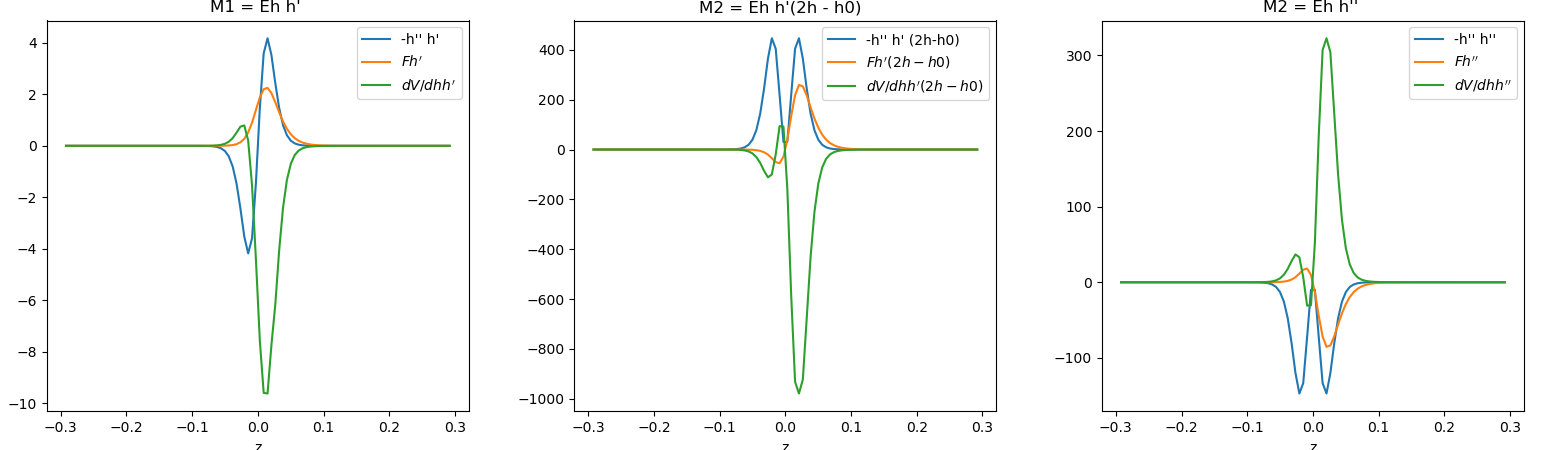 M1 = Eh h'
-h'' h'
Fh′
dV/dhh′
4
2
0
−2
−4
−6
−8
−10
−0.3 −0.2 −0.1 0.0 0.1 0.2 0.3
z
M2 = Eh h'(2h - h0)
-h'' h' (2h-h0)
Fh′(2h − h0)
dV/dhh′(2h − h0)
400
200
0
−200
−400
−600
−800
−1000
−0.3 −0.2 −0.1 0.0 0.1 0.2 0.3
z
M2 = Eh h''
-h'' h''
Fh′′
dV/dhh′′
300
200
100
0
−100
−0.3 −0.2 −0.1 0.0 0.1 0.2 0.3
z